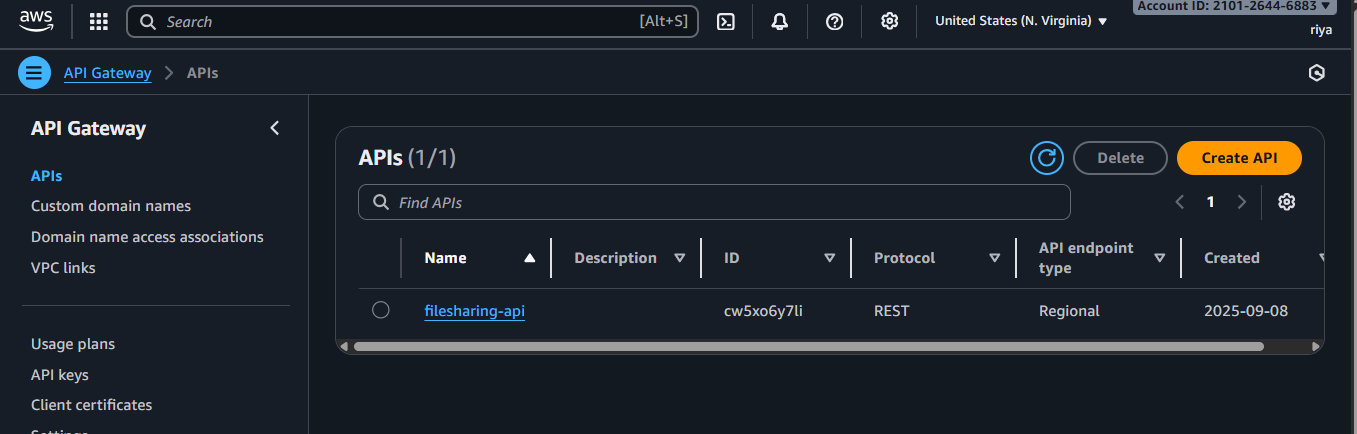 aws
Search [Alt+S]
United States (N. Virginia)
Account ID: 2101-2644-6883
riya
API Gateway
APIs
API Gateway
APIs
Custom domain names
Domain name access associations
VPC links
Usage plans
API keys
Client certificates
Settings
APIs (1/1)
Delete
Create API
Find APIs
1
Name Description ID Protocol API endpoint type Created
filesharing-api cw5xo6y7li REST Regional 2025-09-08